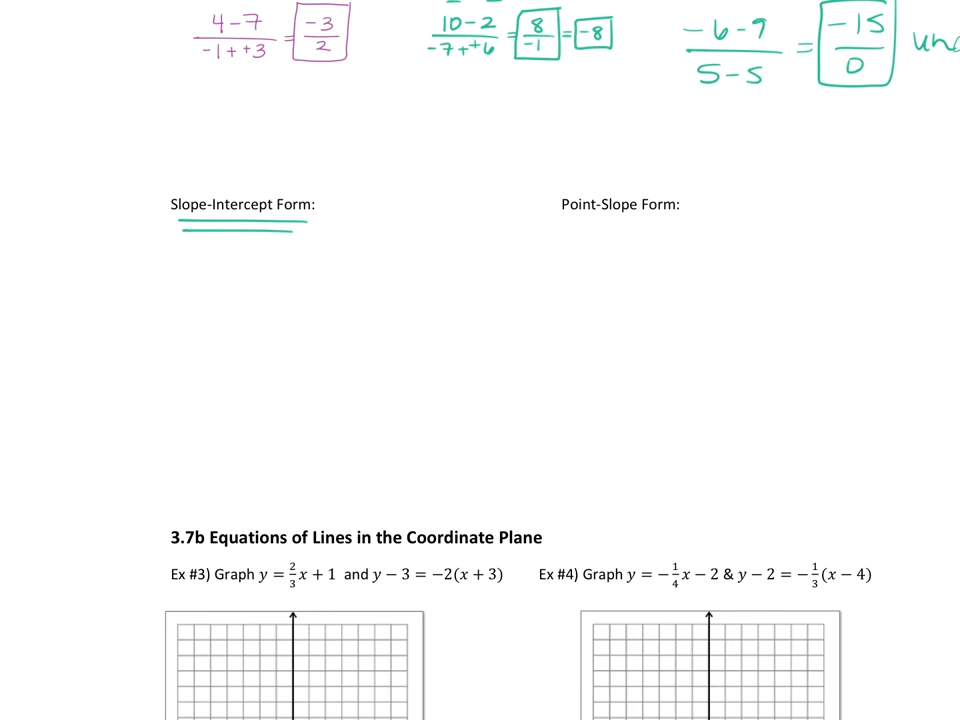 4-7 / -1++3 = -3/2
10-2 / -7++6 = 8/-1 = -8
-6-9 / 5-5 = -15/0
Slope-Intercept Form:
Point-Slope Form:
3.7b Equations of Lines in the Coordinate Plane
Ex #3) Graph y = 2/3 x + 1 and y − 3 = −2(x + 3)
Ex #4) Graph y = −1/4 x − 2 & y − 2 = −1/3 (x − 4)